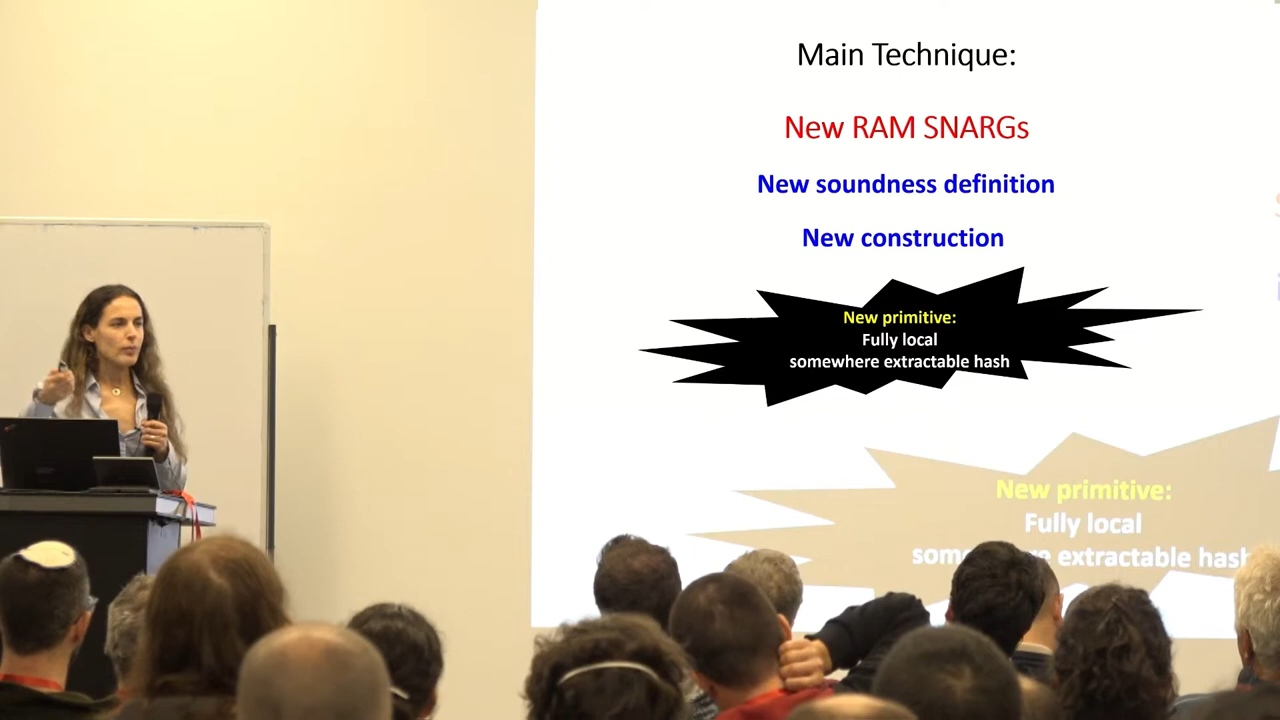 Main Technique:
New RAM SNARGs
New soundness definition
New construction
New primitive:
Fully local
somewhere extractable hash
New primitive:
Fully local
somewhere extractable hash